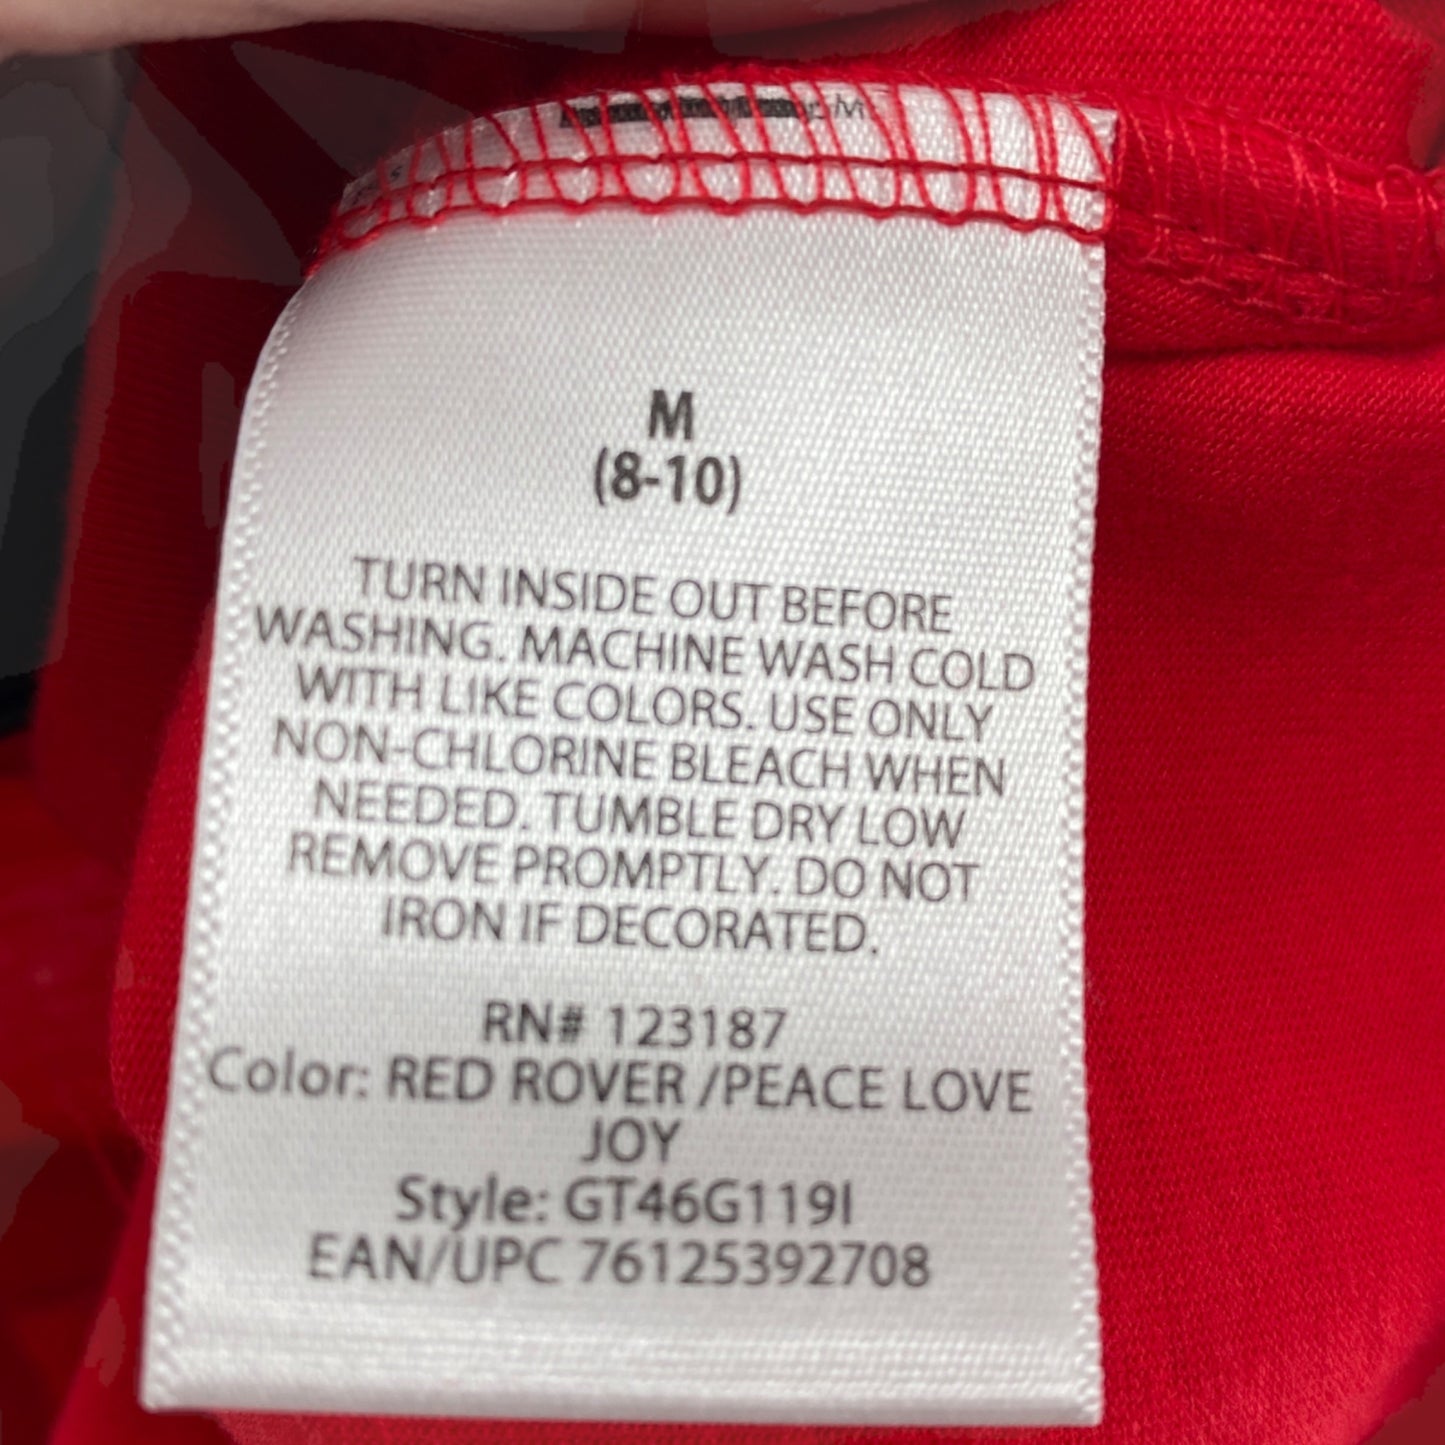 M
(8-10)
TURN INSIDE OUT BEFORE
WASHING. MACHINE WASH COLD
WITH LIKE COLORS. USE ONLY
NON-CHLORINE BLEACH WHEN
NEEDED. TUMBLE DRY LOW
REMOVE PROMPTLY. DO NOT
IRON IF DECORATED.
RN# 123187
Color: RED ROVER /PEACE LOVE
JOY
Style: GT46G119I
EAN/UPC 76125392708